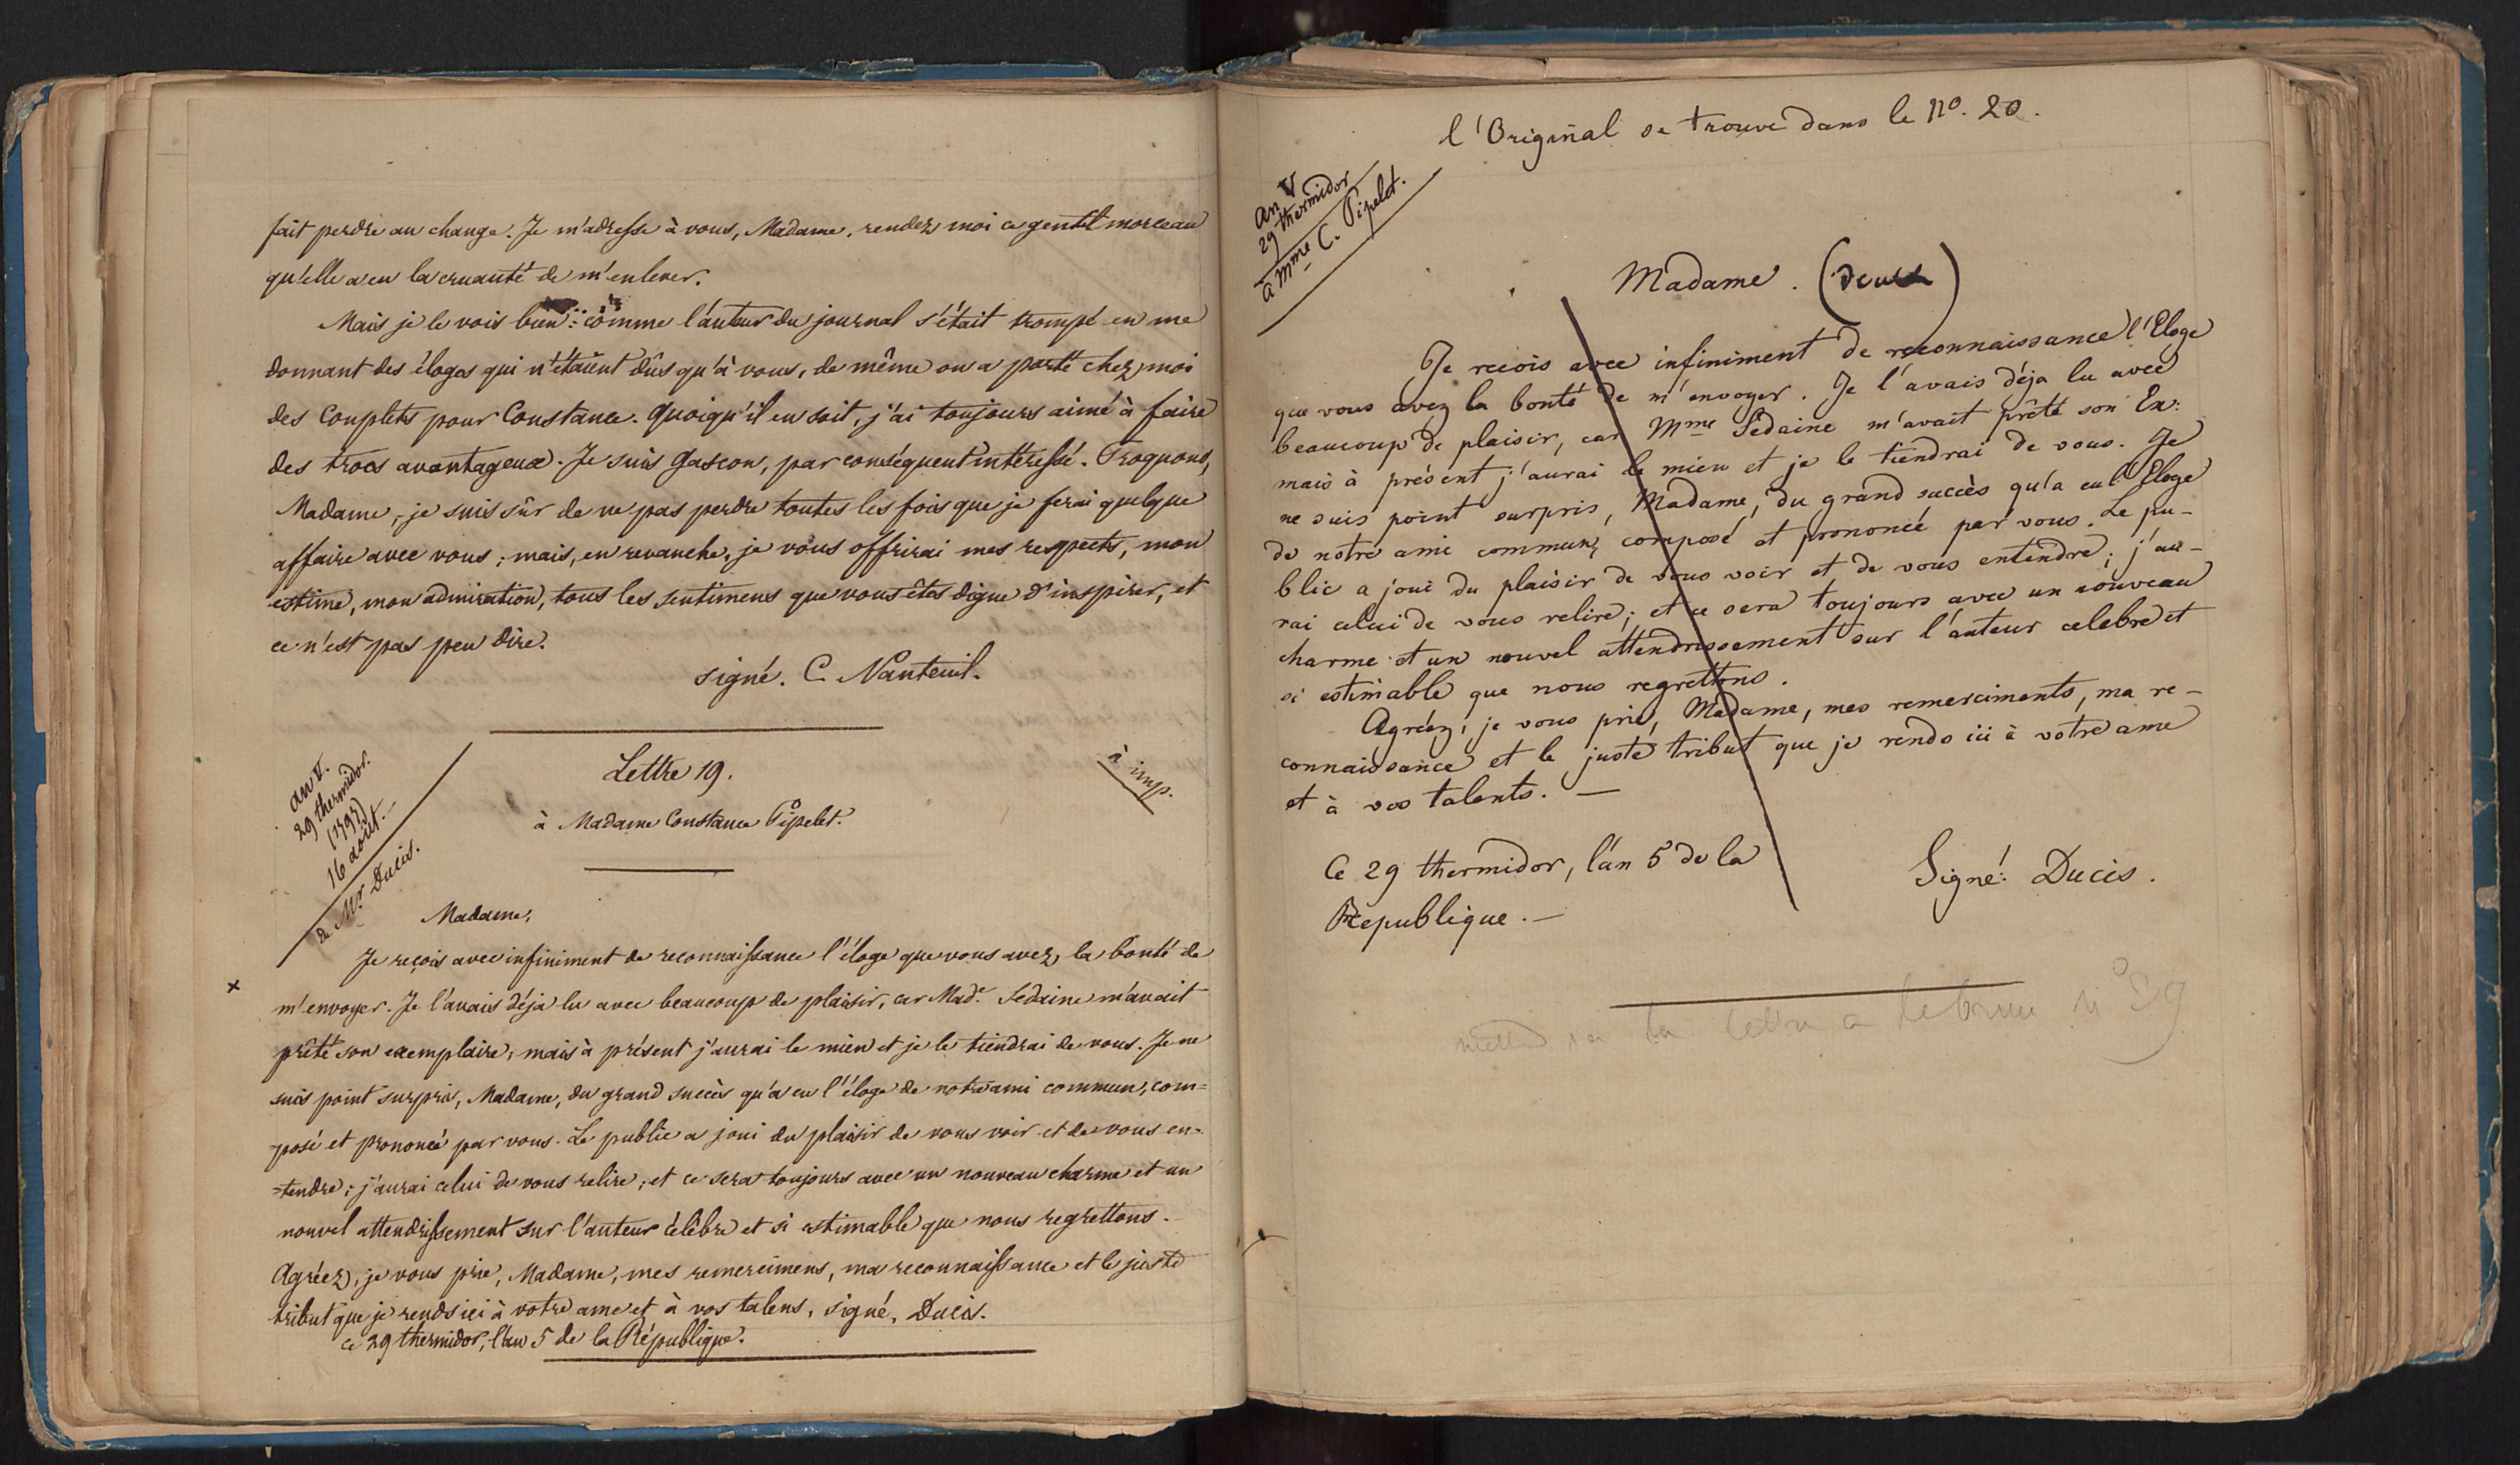 fait perdre au change. Je m'adresse à vous, Madame, rendez moi ce gentil morceau
qu'elle a eu la cruauté de m'enlever.
Mais je le vois bien : comme l'auteur du journal s'était trompé en me
donnant des éloges qui n'étaient dûs qu'à vous, de même on a porté chez moi
des Couplets pour Constance. Quoiqu'il en soit, j'ai toujours aimé à faire
des trocs avantageux. Je suis Gascon, par conséquent intéressé. Troquons,
Madame, je suis sûr de ne pas perdre toutes les fois que je ferai quelque
affaire avec vous ; mais, en revanche, je vous offrirai mes respects, mon
estime, mon admiration, tous les sentimens que vous êtes digne d'inspirer, et
ce n'est pas peu dire.
signé. C. Nanteuil.
an V.
29 thermidor.
(1797)
16 août.
de Mr. Ducis.
Lettre 19.
à imp.
à Madame Constance Pipelet.
Madame,
Je reçois avec infiniment de reconnaissance l'éloge que vous avez la bonté de
x
m'envoyer. Je l'avais déja lu avec beaucoup de plaisir, car Made. Sedaine m'avait
prêté son exemplaire, mais à présent j'aurai le mien et je le tiendrai de vous. Je ne
suis point surpris, Madame, du grand succès qu'a eu l'éloge de notre ami commun, com=
posé et prononcé par vous. Le public a joui du plaisir de vous voir et de vous en=
=tendre ; j'aurai celui de vous relire ; et ce sera toujours avec un nouveau charme et un
nouvel attendrissement sur l'auteur célèbre et si estimable que nous regrettons.
Agréez, je vous prie, Madame, mes remercimens, ma reconnaissance et le juste
tribut que je rends ici à votre ame et à vos talens, signé, Ducis.
ce 29 thermidor, l'an 5 de la République.
l'Original se trouve dans le No. 20.
an V
29 thermidor
à Mme C. Pipelet.
Madame.
Je recois avec infiniment de reconnaissance l'Eloge
que vous avez la bonté de m'envoyer. Je l'avais déja lu avec
beaucoup de plaisir, car Mme Sedaine m'avait prêté son Ex:
mais à présent j'aurai le mien et je le tiendrai de vous. Je
ne suis point surpris, Madame, du grand succès qu'a eu l'Eloge
de notre ami commun, composé et prononcé par vous. Le pu-
blic a joui du plaisir de vous voir et de vous entendre ; j'au-
rai celui de vous relire ; et ce sera toujours avec un nouveau
charme et un nouvel attendrissement sur l'auteur celebre et
si estimable que nous regrettons.
Agréez, je vous prie, Madame, mes remerciments, ma re-
connaissance et le juste tribut que je rends ici à votre ame
et à vos talents. —
Ce 29 thermidor, l'an 5 de la
Republique. —
Signé: Ducis.
la lettre a lebrun no 29